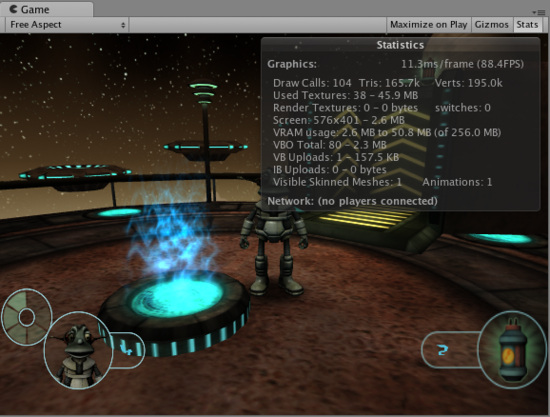 Game
Free Aspect
Maximize on Play Gizmos Stats
Statistics
Graphics: 11.3ms/frame (88.4FPS)
Draw Calls: 104 Tris: 165.7k Verts: 195.0k
Used Textures: 38 - 45.9 MB
Render Textures: 0 - 0 bytes switches: 0
Screen: 576x401 - 2.6 MB
VRAM usage: 2.6 MB to 50.8 MB (of 256.0 MB)
VBO Total: 80 - 2.3 MB
VB Uploads: 1 - 157.5 KB
IB Uploads: 0 - 0 bytes
Visible Skinned Meshes: 1 Animations: 1
Network: (no players connected)
4
2